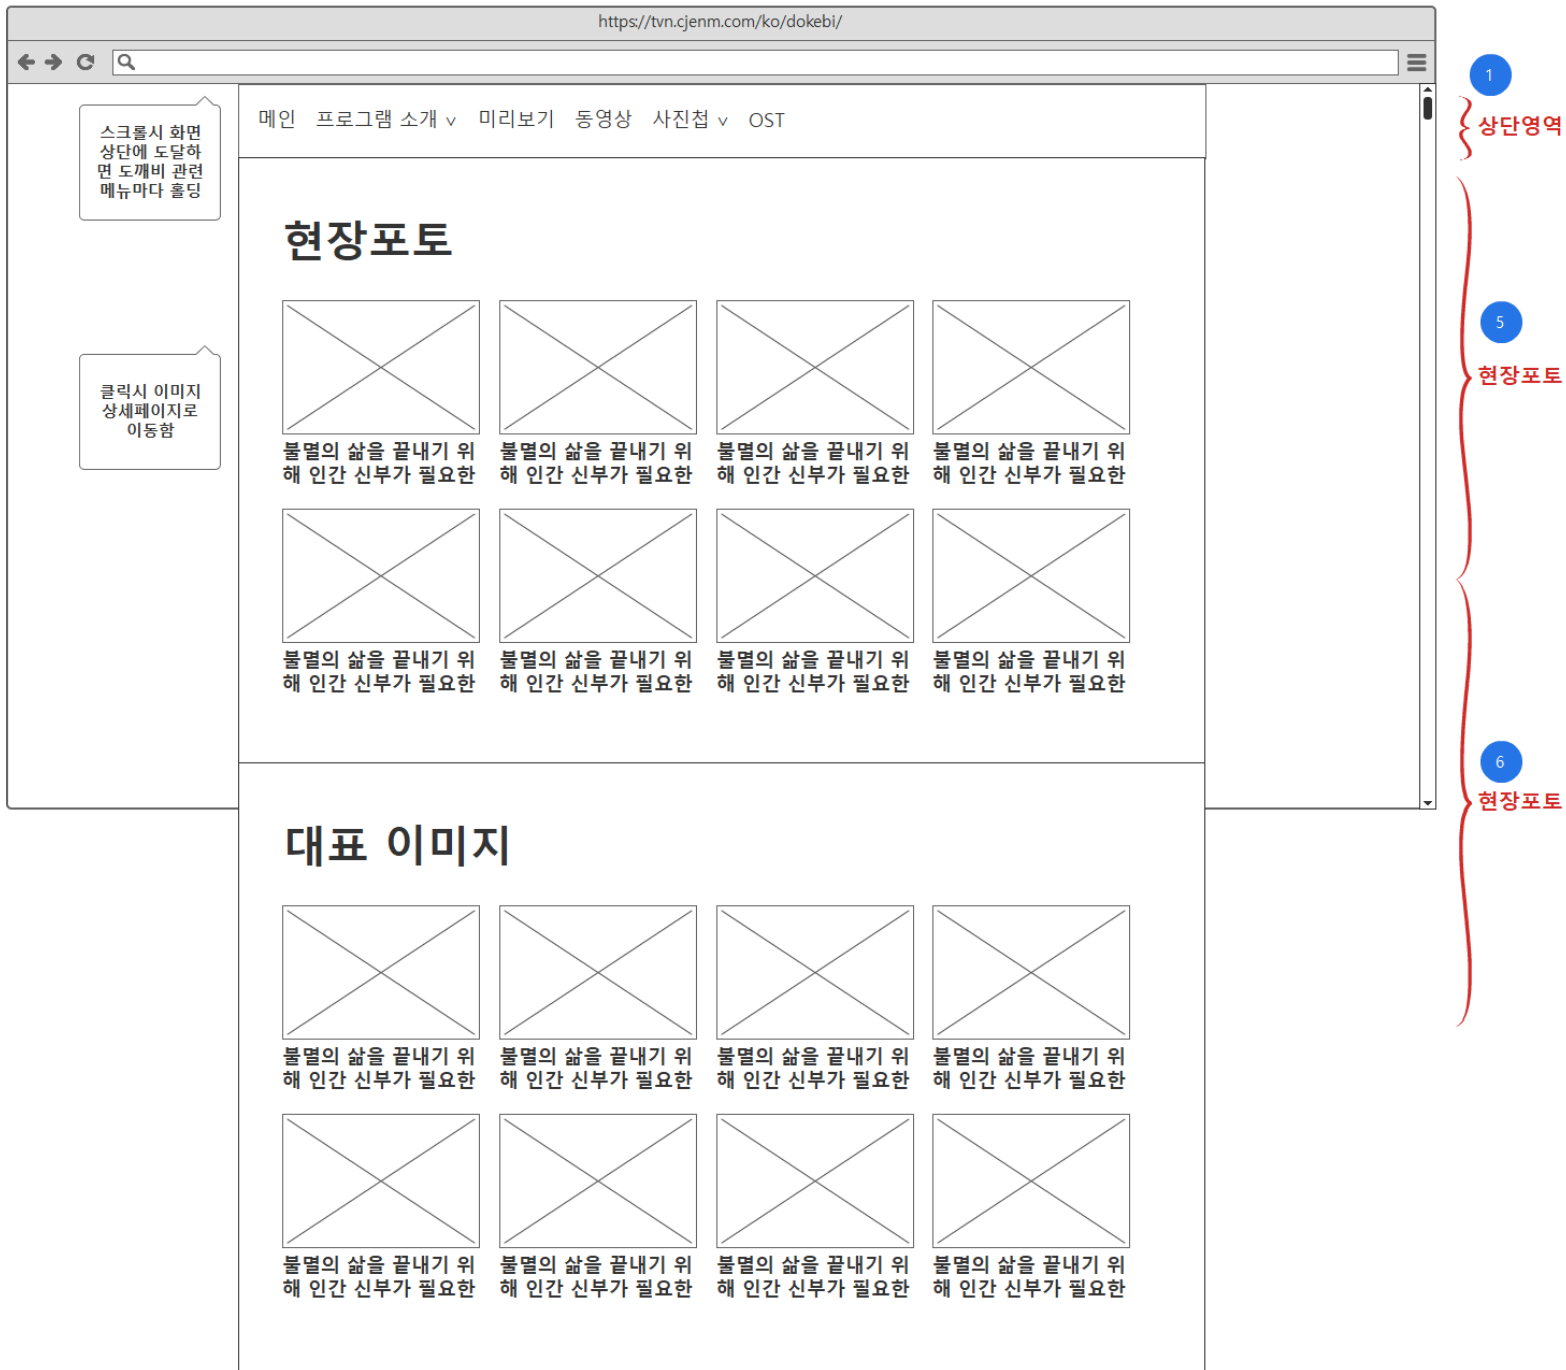 https://tvn.cjenm.com/ko/dokebi/
1
상단영역
스크롤시 화면
상단에 도달하
면 도깨비 관련
메뉴마다 홀딩
메인 프로그램 소개 ∨ 미리보기 동영상 사진첩 ∨ OST
현장포토
5
현장포토
클릭시 이미지
상세페이지로
이동함
불멸의 삶을 끝내기 위
해 인간 신부가 필요한
불멸의 삶을 끝내기 위
해 인간 신부가 필요한
불멸의 삶을 끝내기 위
해 인간 신부가 필요한
불멸의 삶을 끝내기 위
해 인간 신부가 필요한
불멸의 삶을 끝내기 위
해 인간 신부가 필요한
불멸의 삶을 끝내기 위
해 인간 신부가 필요한
불멸의 삶을 끝내기 위
해 인간 신부가 필요한
불멸의 삶을 끝내기 위
해 인간 신부가 필요한
6
현장포토
대표 이미지
불멸의 삶을 끝내기 위
해 인간 신부가 필요한
불멸의 삶을 끝내기 위
해 인간 신부가 필요한
불멸의 삶을 끝내기 위
해 인간 신부가 필요한
불멸의 삶을 끝내기 위
해 인간 신부가 필요한
불멸의 삶을 끝내기 위
해 인간 신부가 필요한
불멸의 삶을 끝내기 위
해 인간 신부가 필요한
불멸의 삶을 끝내기 위
해 인간 신부가 필요한
불멸의 삶을 끝내기 위
해 인간 신부가 필요한